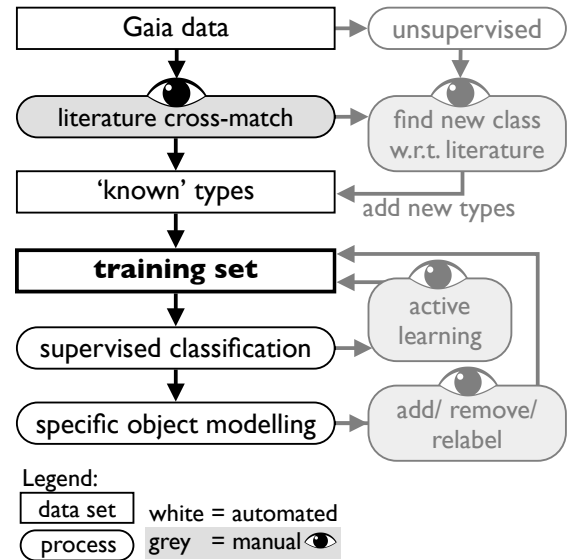 Gaia data
unsupervised
literature cross-match
find new class
w.r.t. literature
‘known’ types
add new types
training set
active
learning
supervised classification
add/ remove/
relabel
specific object modelling
Legend:
data set
white = automated
process
grey = manual